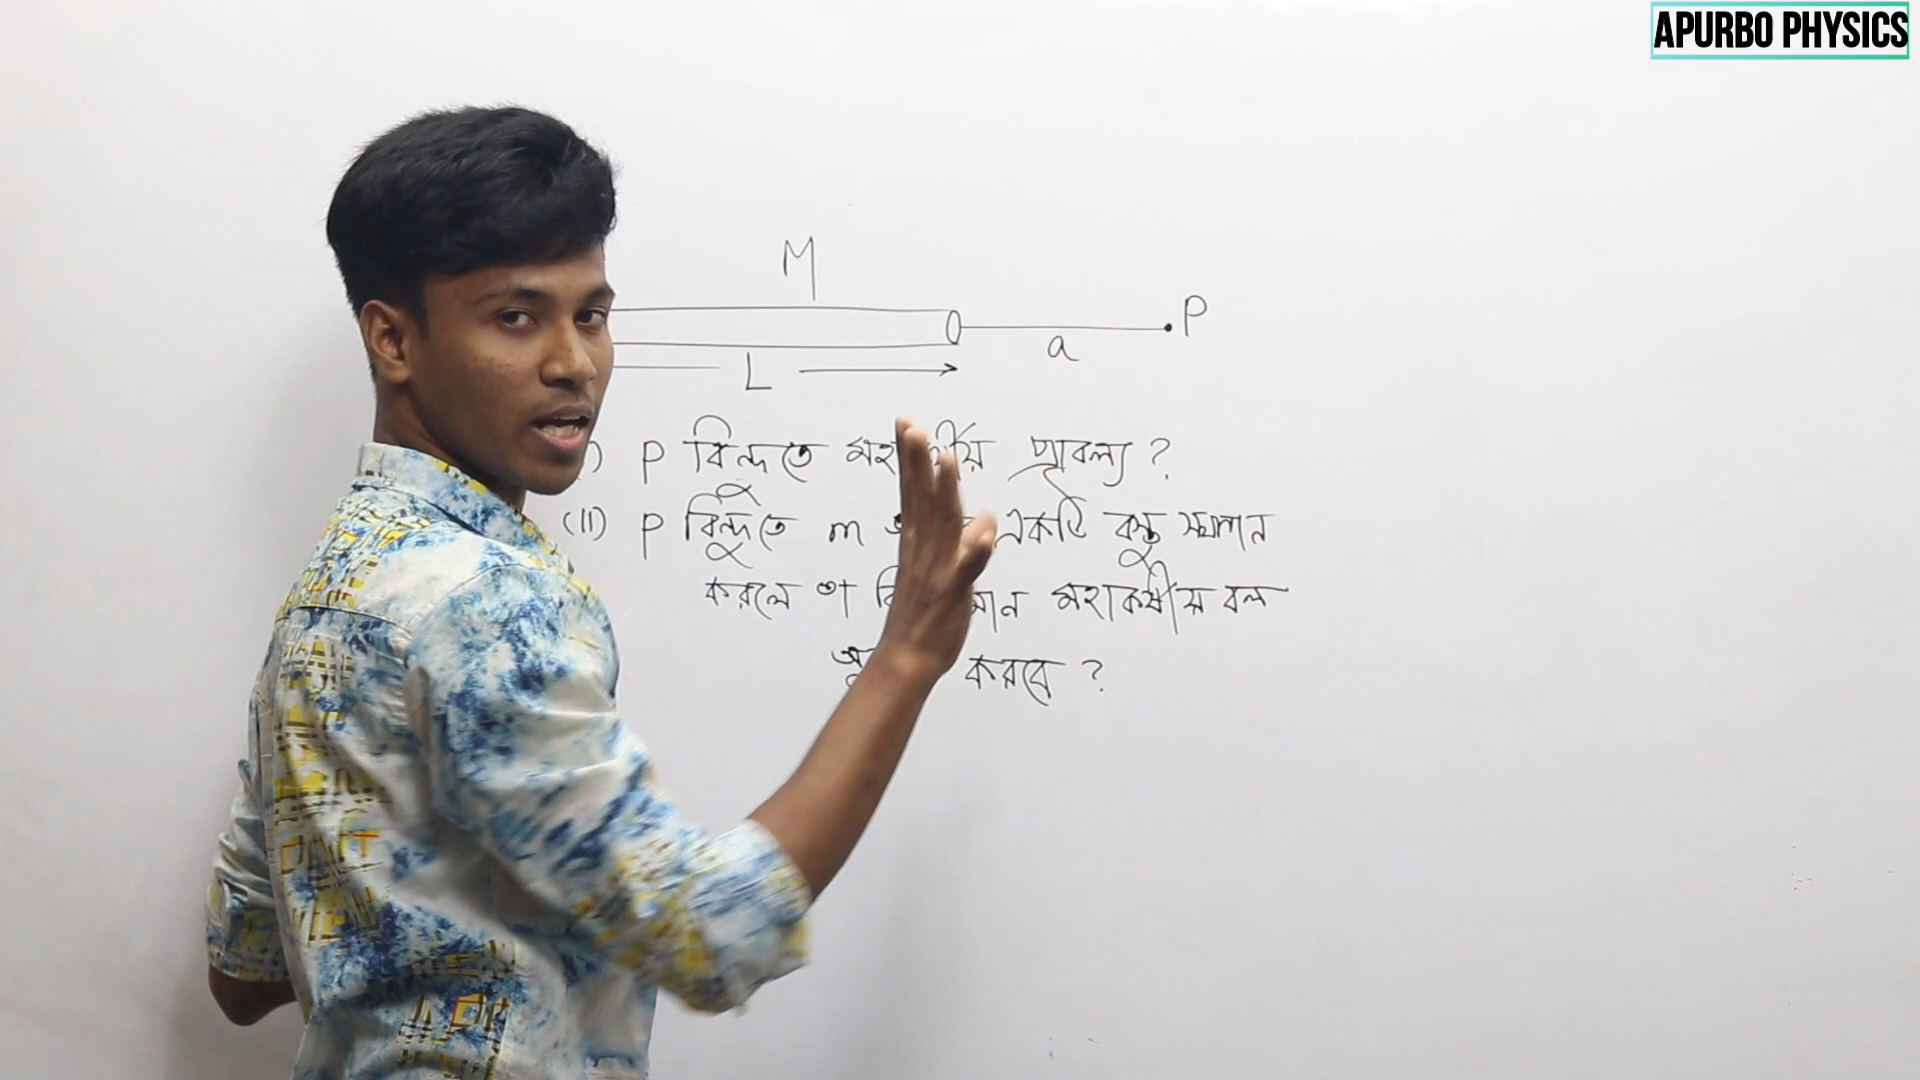 APURBO PHYSICS
M
P
a
L
P বিন্দুতে প্রাবল্য ?
(II) P বিন্দুতে m একটি বস্তু স্থাপন
করলে তা মহাকর্ষীয় বল
করবে ?